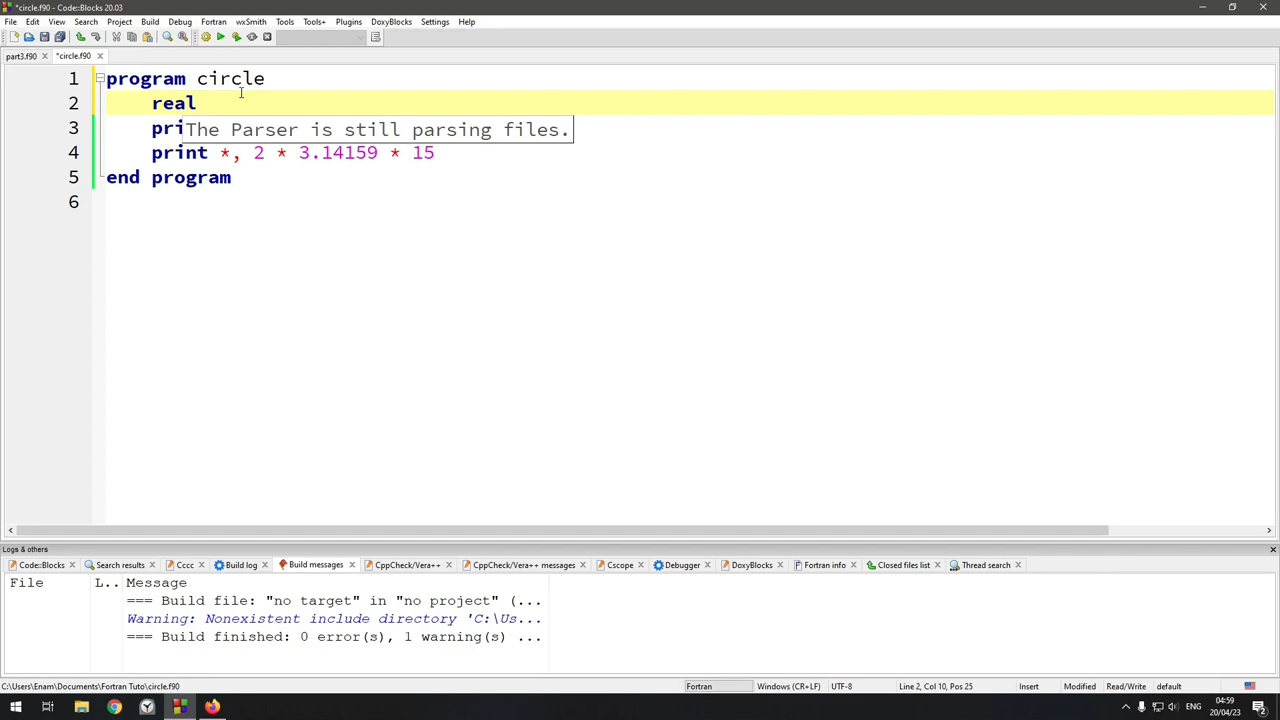 *circle.f90 - Code::Blocks 20.03
File Edit View Search Project Build Debug Fortran wxSmith Tools Tools+ Plugins DoxyBlocks Settings Help
part3.f90 *circle.f90
1 program circle
2 real
3 pri
The Parser is still parsing files.
4 print *, 2 * 3.14159 * 15
5 end program
6
Logs & others
Code::Blocks Search results Cccc Build log Build messages CppCheck/Vera++ CppCheck/Vera++ messages Cscope Debugger DoxyBlocks Fortran info Closed files list Thread search
File L.. Message
=== Build file: "no target" in "no project" (...
Warning: Nonexistent include directory 'C:\Us...
=== Build finished: 0 error(s), 1 warning(s) ...
C:\Users\Enam\Documents\Fortran Tuto\circle.f90 Fortran Windows (CR+LF) UTF-8 Line 2, Col 10, Pos 25 Insert Modified Read/Write default
ENG 04:59
20/04/23 2